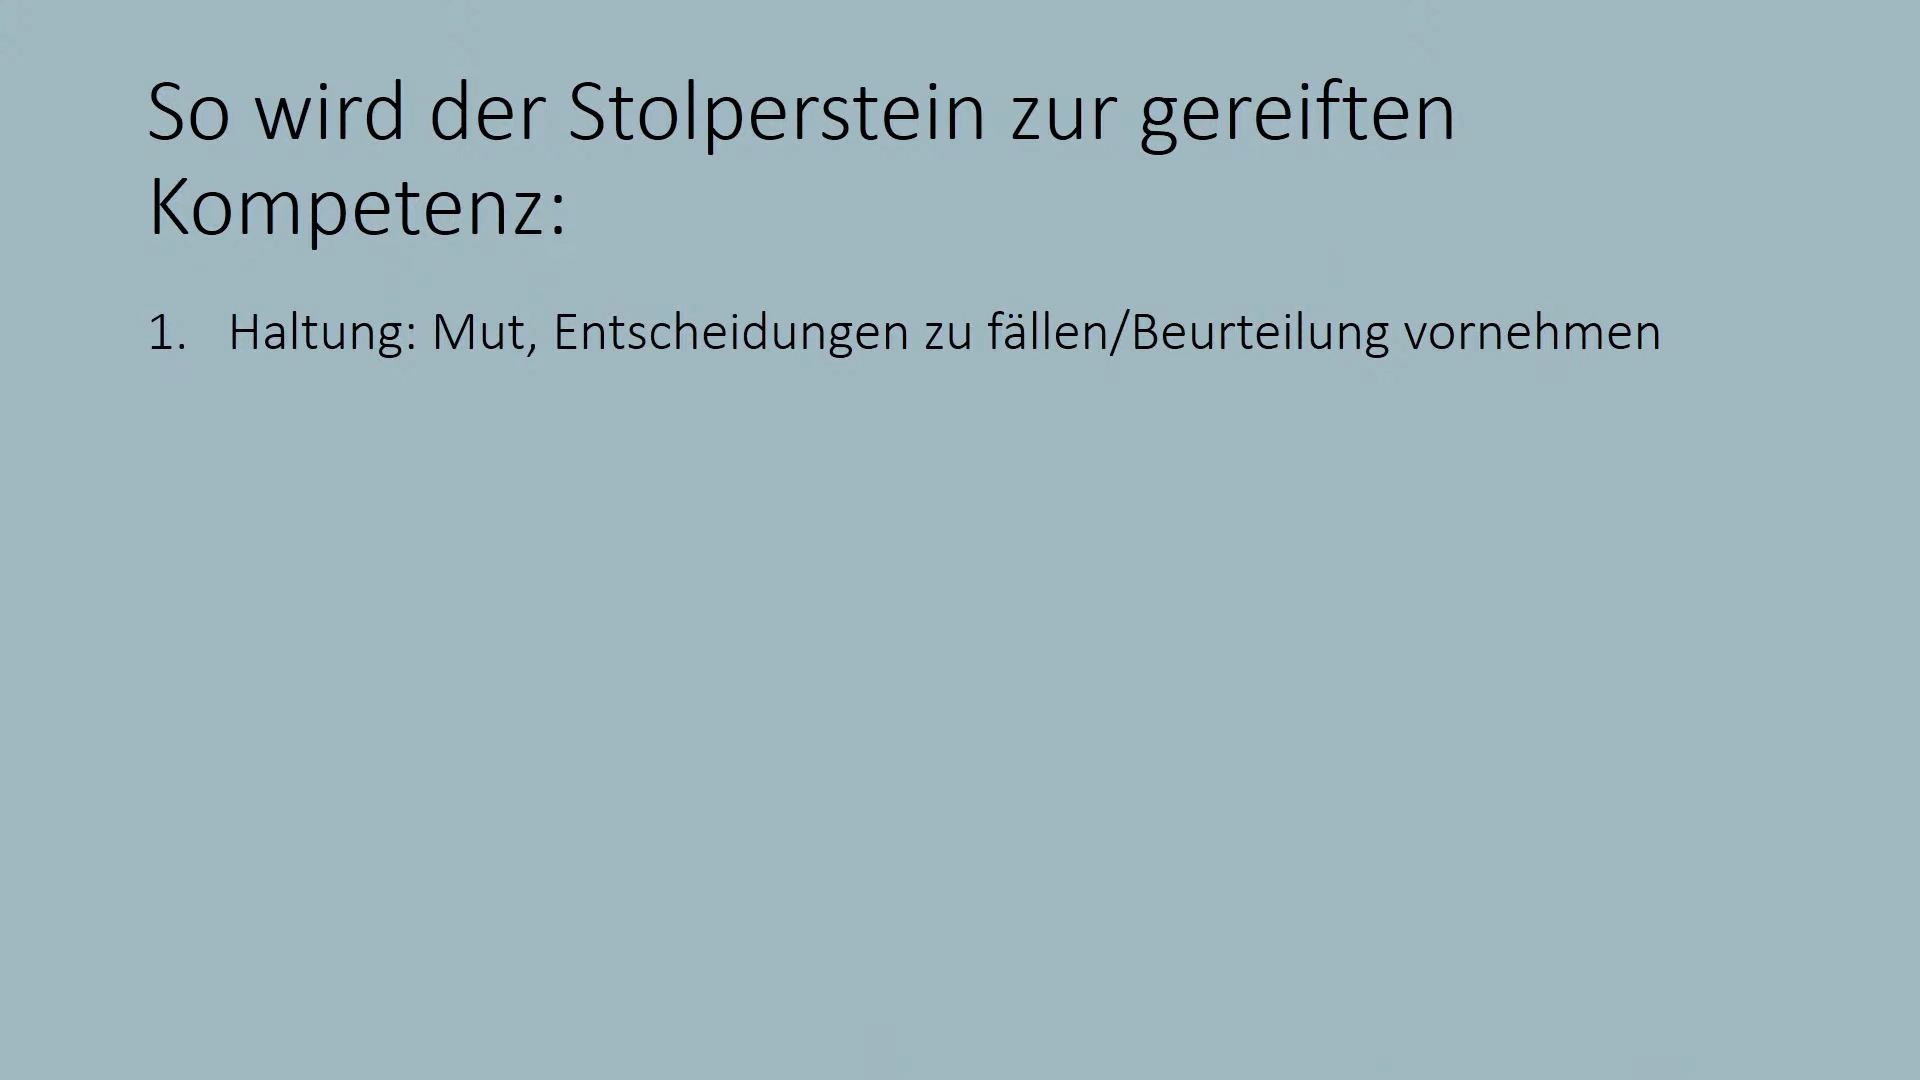 So wird der Stolperstein zur gereiften
Kompetenz:
1. Haltung: Mut, Entscheidungen zu fällen/Beurteilung vornehmen